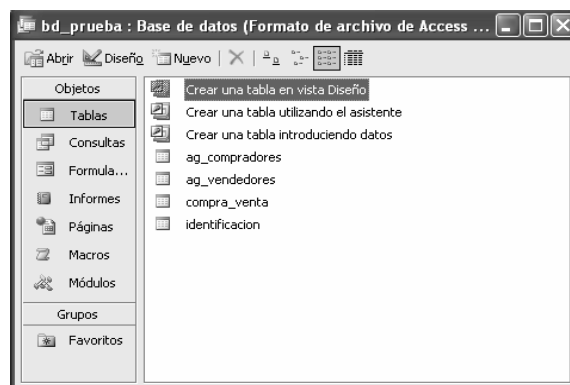 bd_prueba : Base de datos (Formato de archivo de Access ...
Abrir Diseño Nuevo
Objetos
Tablas
Consultas
Formula...
Informes
Páginas
Macros
Módulos
Grupos
Favoritos
Crear una tabla en vista Diseño
Crear una tabla utilizando el asistente
Crear una tabla introduciendo datos
ag_compradores
ag_vendedores
compra_venta
identificacion